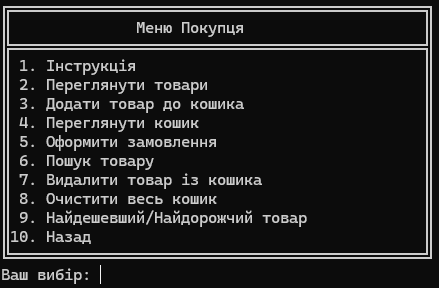 Меню Покупця
1. Інструкція
2. Переглянути товари
3. Додати товар до кошика
4. Переглянути кошик
5. Оформити замовлення
6. Пошук товару
7. Видалити товар із кошика
8. Очистити весь кошик
9. Найдешевший/Найдорожчий товар
10. Назад
Ваш вибір: